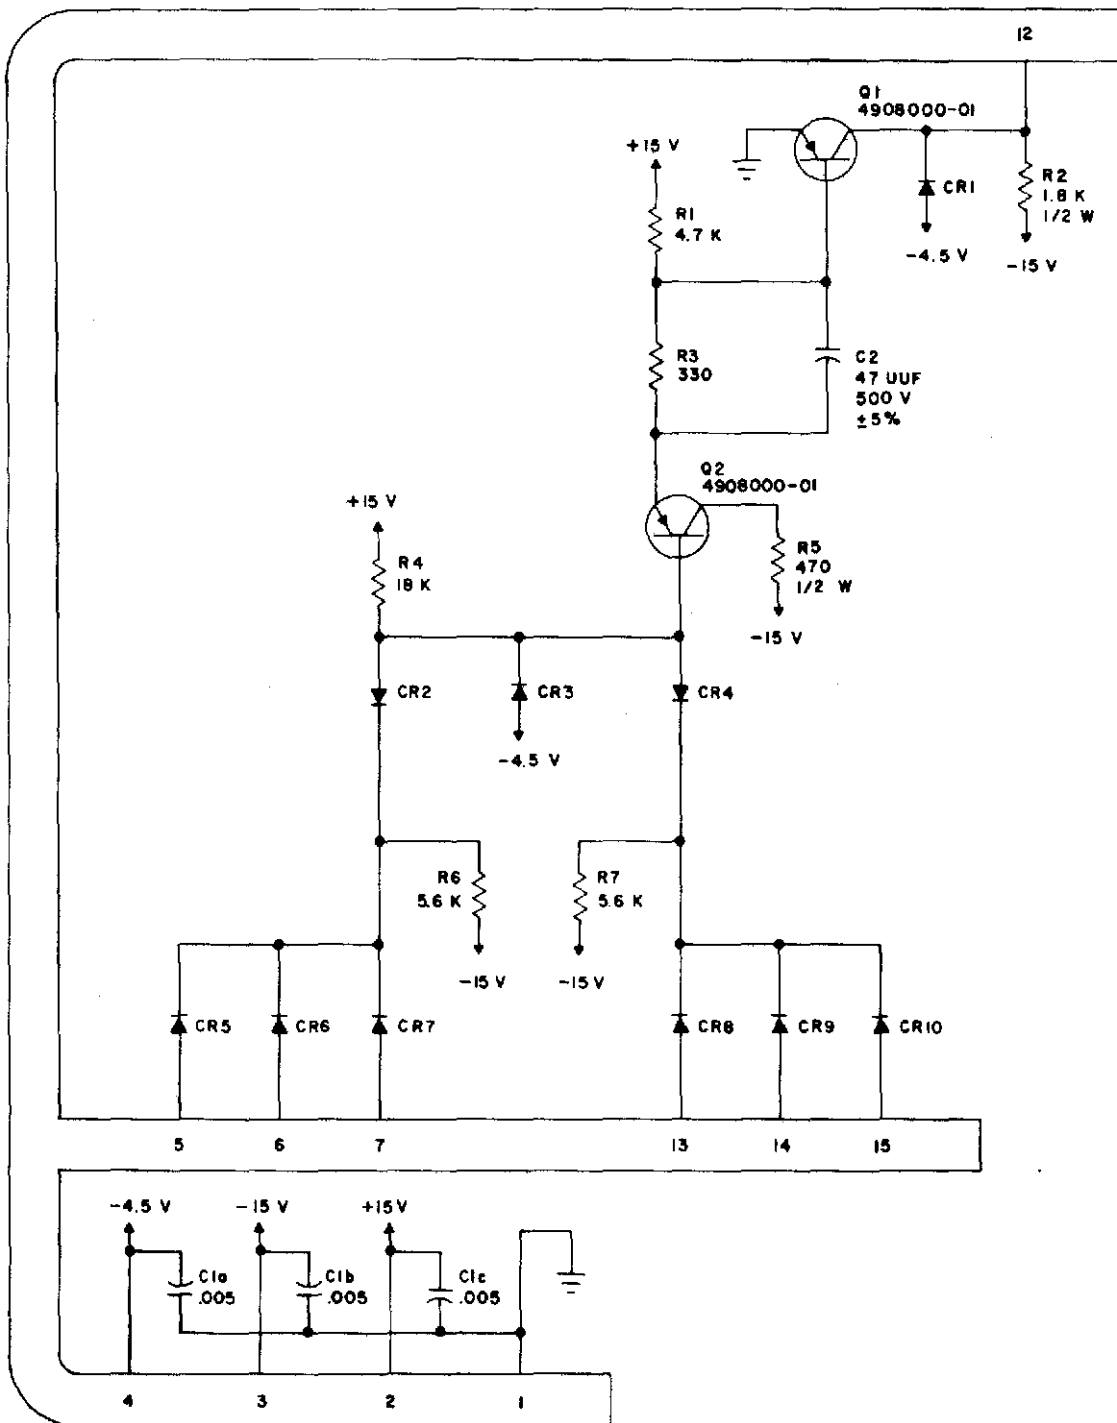 12
Q1
4908000-01
+15 V
R1
4.7 K
CR1
R2
1.8 K
1/2 W
-4.5 V
-15 V
R3
330
C2
47 UUF
500 V
±5%
Q2
4908000-01
+15 V
R4
18 K
R5
470
1/2 W
-15 V
CR2
CR3
CR4
-4.5 V
R6
5.6 K
R7
5.6 K
-15 V
-15 V
CR5
CR6
CR7
CR8
CR9
CR10
5
6
7
13
14
15
-4.5 V
-15 V
+15 V
C1a
.005
C1b
.005
C1c
.005
4
3
2
1